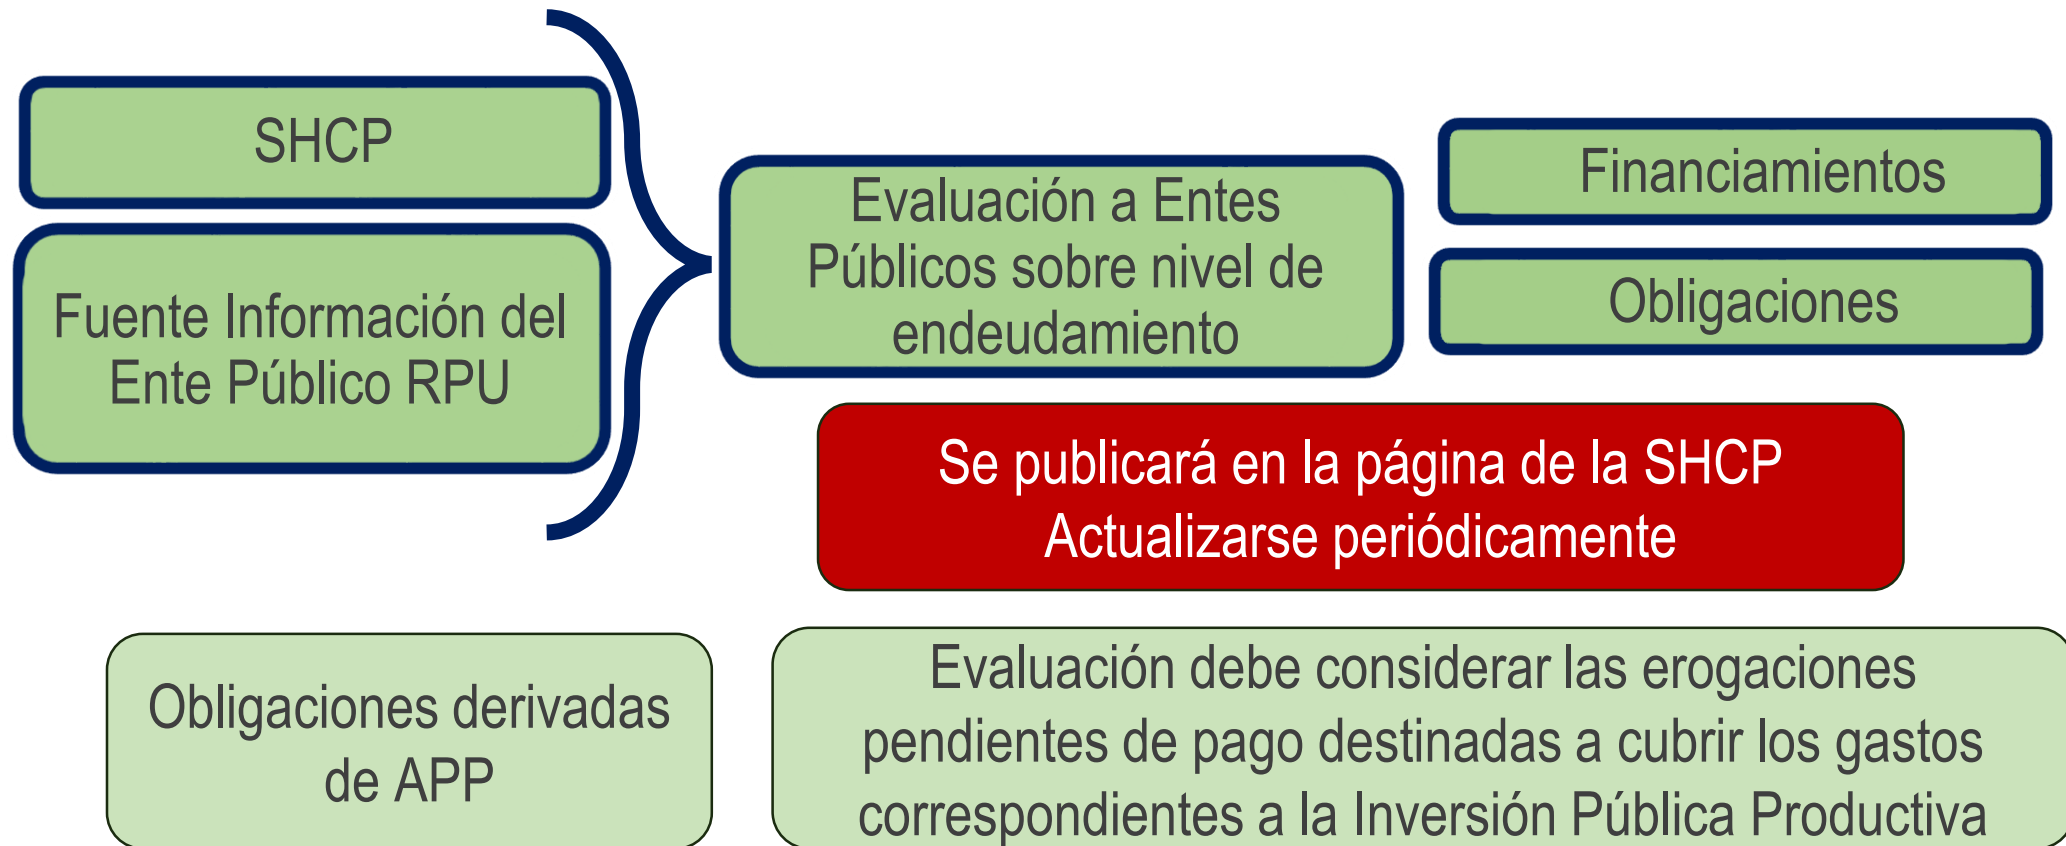 SHCP
Fuente Información del
Ente Público RPU
Evaluación a Entes
Públicos sobre nivel de
endeudamiento
Financiamientos
Obligaciones
Se publicará en la página de la SHCP
Actualizarse periódicamente
Obligaciones derivadas
de APP
Evaluación debe considerar las erogaciones
pendientes de pago destinadas a cubrir los gastos
correspondientes a la Inversión Pública Productiva